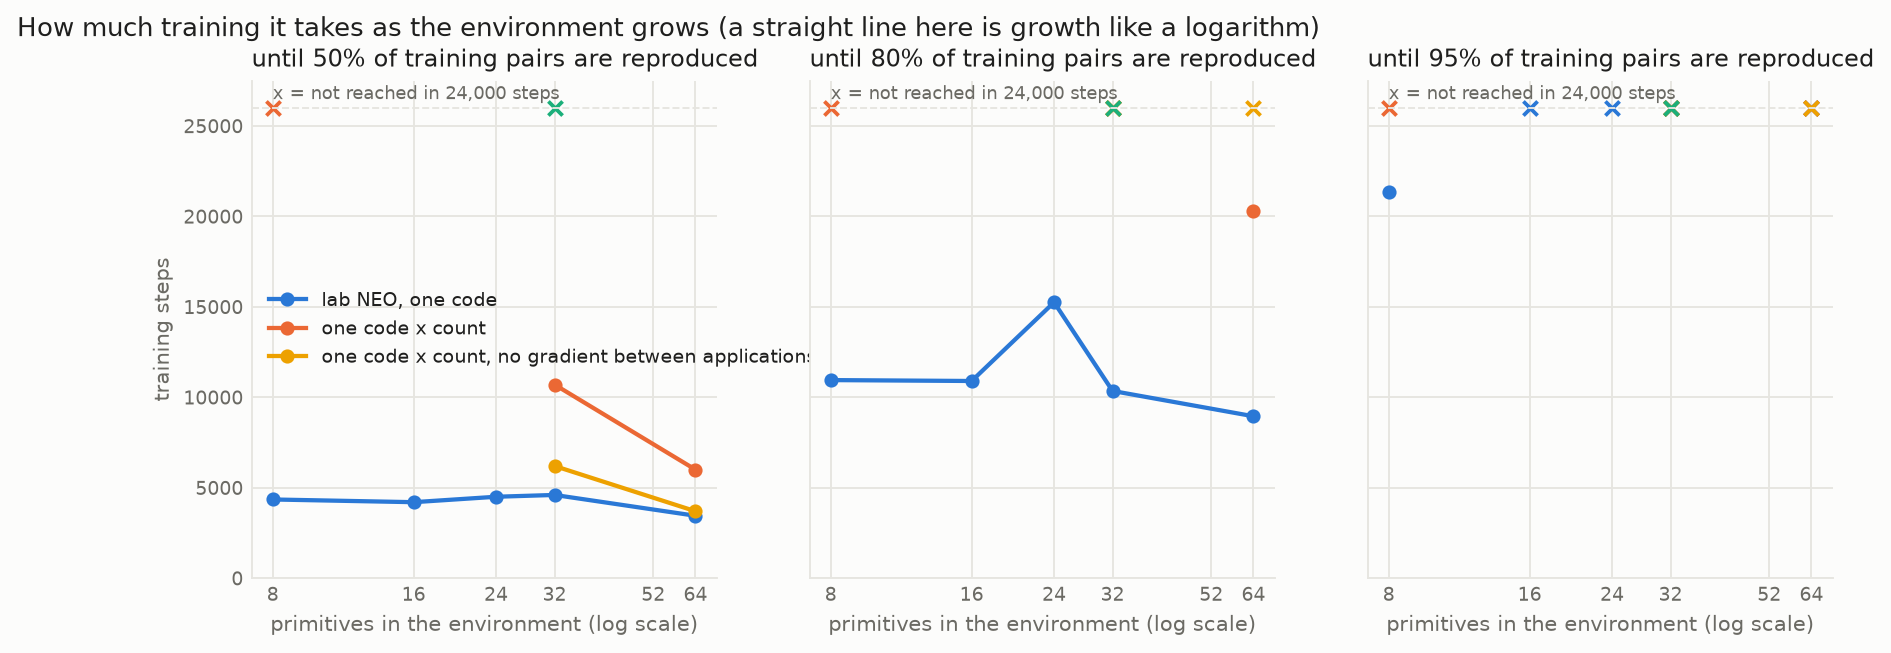 How much training it takes as the environment grows (a straight line here is growth like a logarithm)
until 50% of training pairs are reproduced
until 80% of training pairs are reproduced
until 95% of training pairs are reproduced
x = not reached in 24,000 steps
x = not reached in 24,000 steps
x = not reached in 24,000 steps
25000
20000
15000
10000
5000
0
training steps
lab NEO, one code
one code x count
one code x count, no gradient between applications
8 16 24 32 52 64
8 16 24 32 52 64
8 16 24 32 52 64
primitives in the environment (log scale)
primitives in the environment (log scale)
primitives in the environment (log scale)